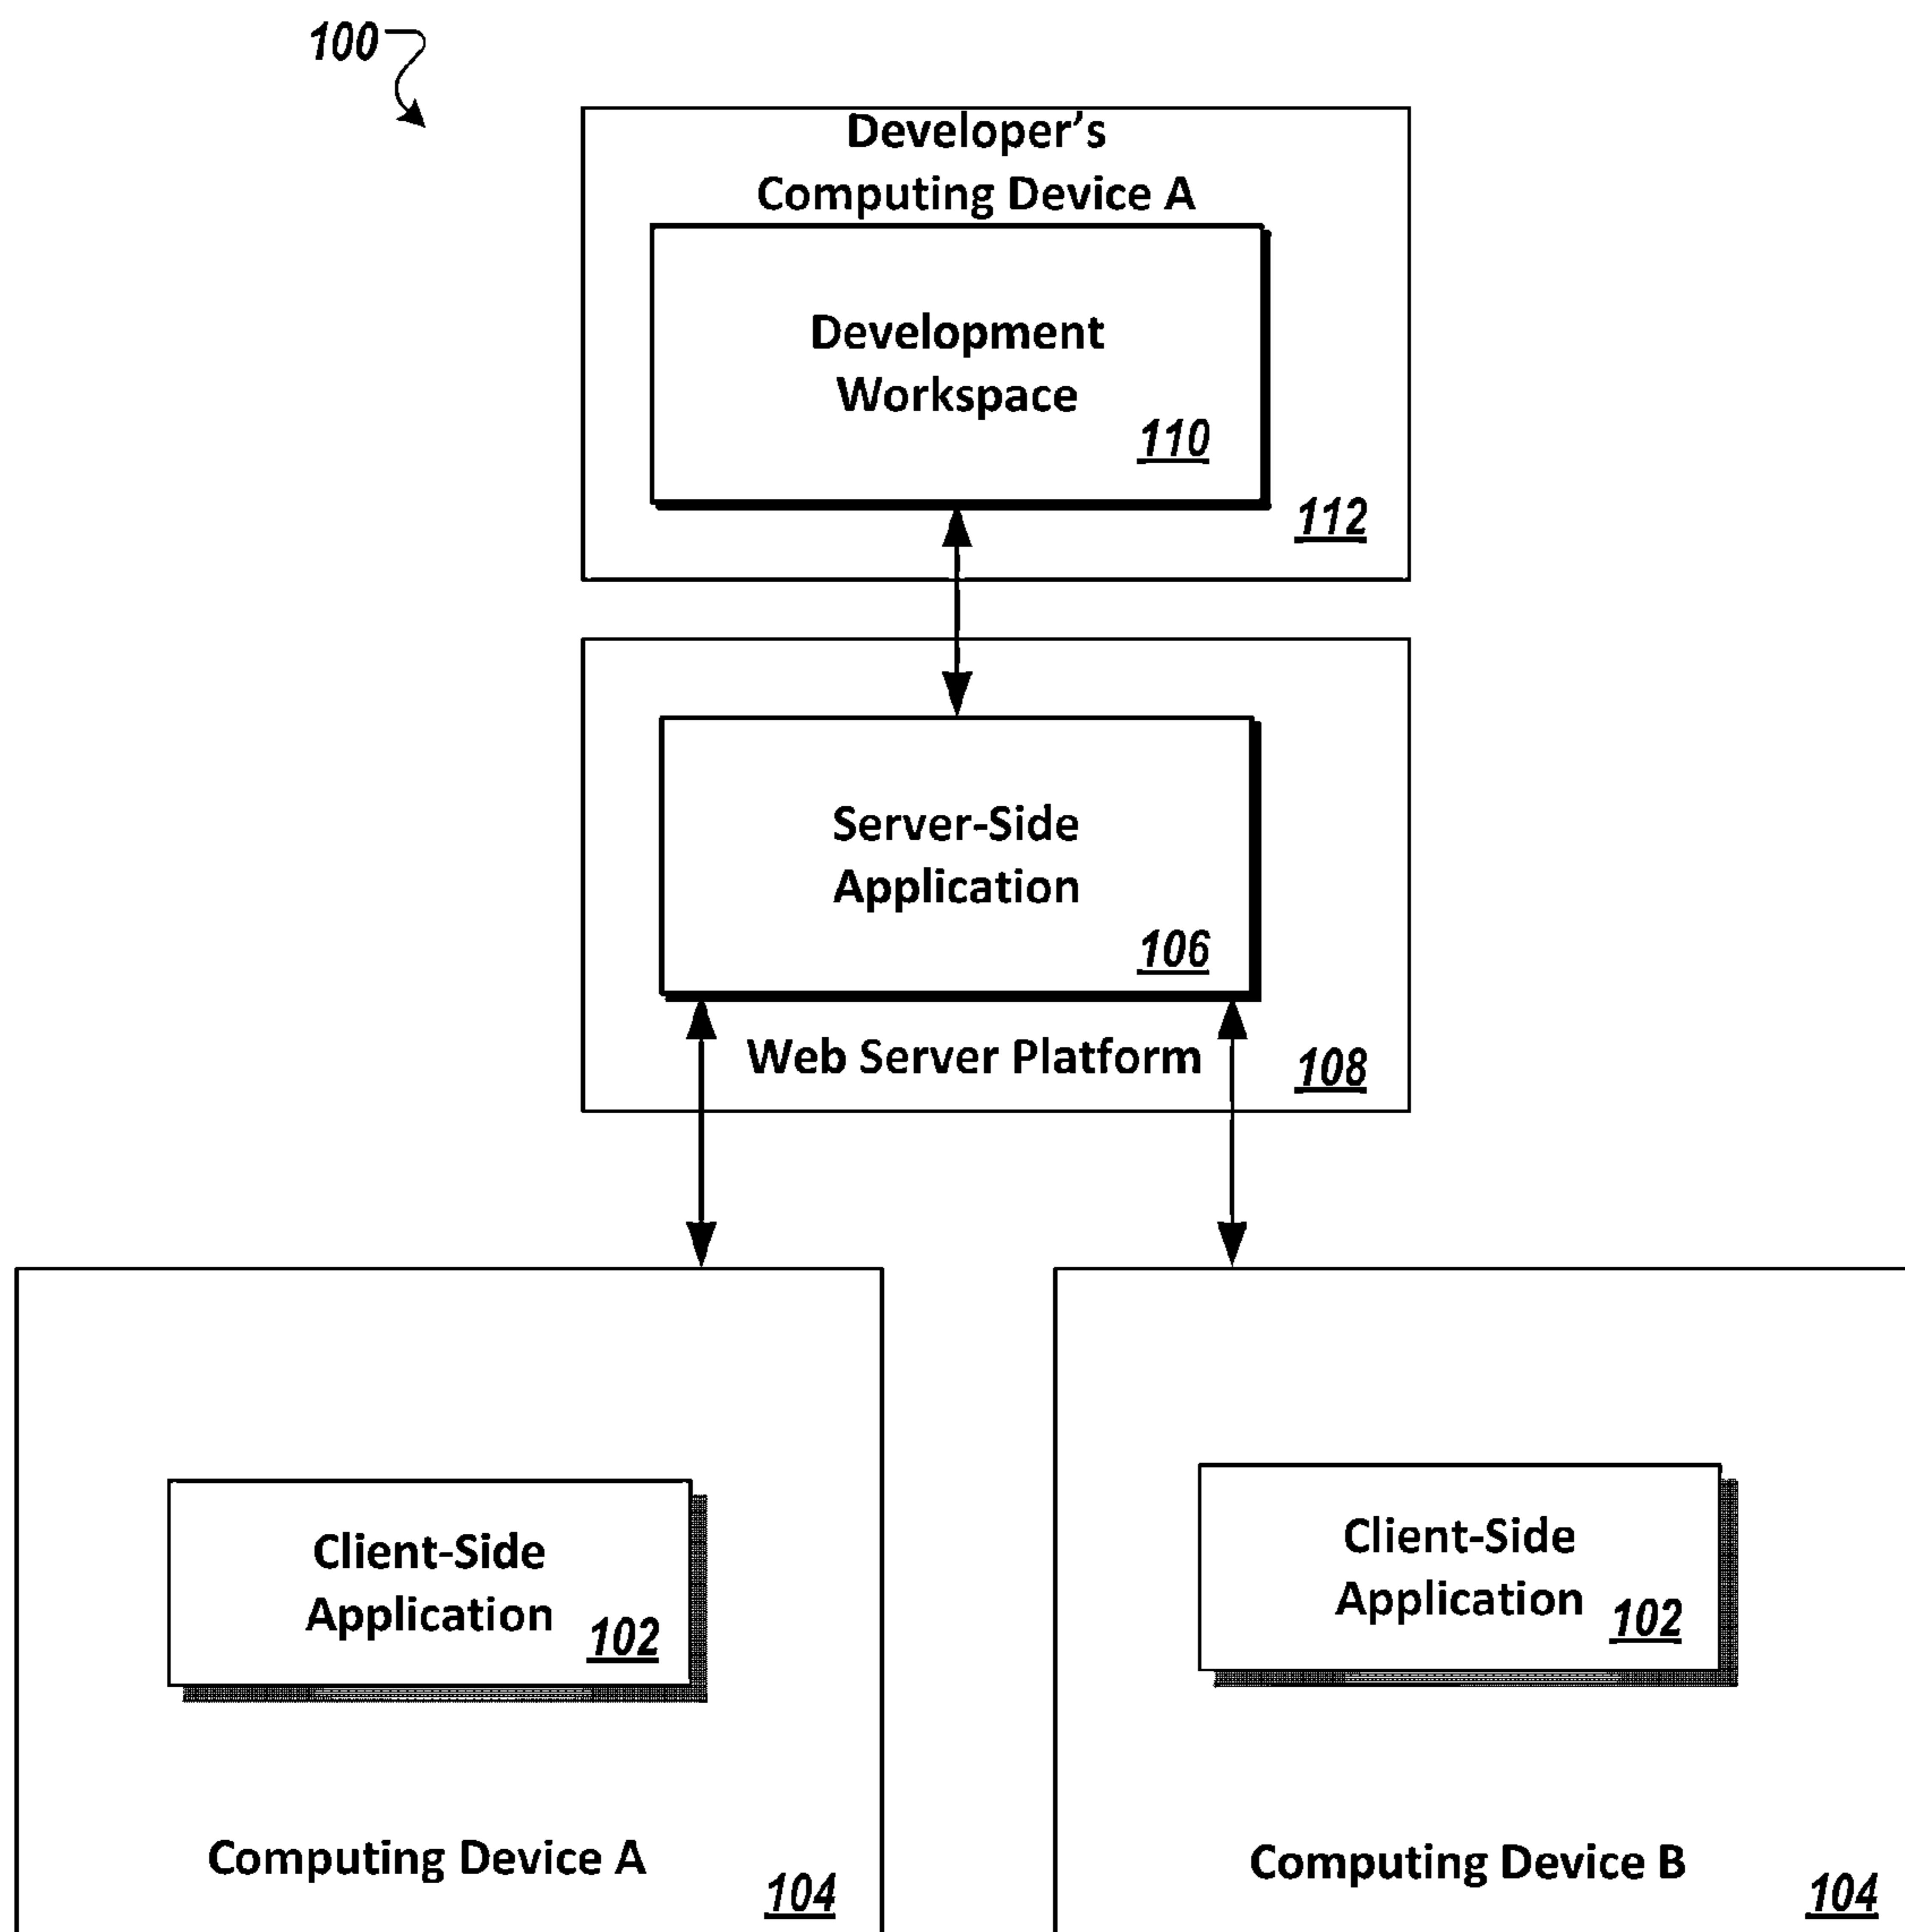 100
Developer's
Computing Device A
Development
Workspace
110
112
Server-Side
Application
106
Web Server Platform
108
Client-Side
Application
102
Computing Device A
104
Client-Side
Application
102
Computing Device B
104